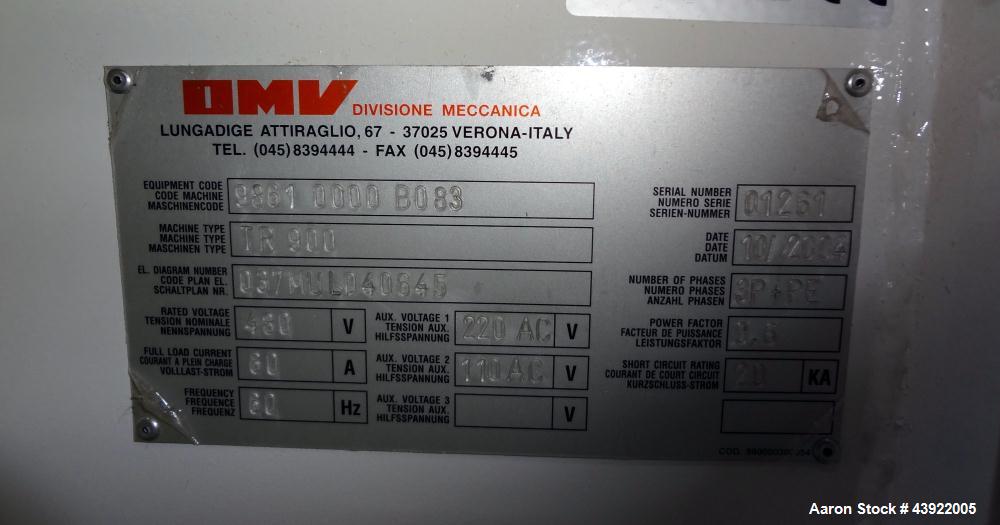 OMV DIVISIONE MECCANICA
LUNGADIGE ATTIRAGLIO, 67 - 37025 VERONA-ITALY
TEL. (045) 8394444 - FAX (045) 8394445
EQUIPMENT CODE
CODE MACHINE
MASCHINENCODE
9861 0000 B083
MACHINE TYPE
MACHINE TYPE
MASCHINEN TYPE
TR 900
EL. DIAGRAM NUMBER
CODE PLAN EL.
SCHALTPLAN NR.
037MUL040645
RATED VOLTAGE
TENSION NOMINALE
NENNSPANNUNG
460 V
FULL LOAD CURRENT
COURANT A PLEIN CHARGE
VOLLLAST-STROM
60 A
FREQUENCY
FREQUENCE
FREQUENZ
60 Hz
AUX. VOLTAGE 1
TENSION AUX.
HILFSSPANNUNG
220 AC V
AUX. VOLTAGE 2
TENSION AUX.
HILFSSPANNUNG
110 AC V
AUX. VOLTAGE 3
TENSION AUX.
HILFSSPANNUNG
V
SERIAL NUMBER
NUMERO SERIE
SERIEN-NUMMER
01261
DATE
DATE
DATUM
10/2004
NUMBER OF PHASES
NUMERO PHASES
ANZAHL PHASEN
3P+PE
POWER FACTOR
FACTEUR DE PUISSANCE
LEISTUNGSFAKTOR
SHORT CIRCUIT RATING
COURANT DE COURT CIRCUIT
KURZSCHLUSS-STROM
20 KA
COD.
Aaron Stock # 43922005